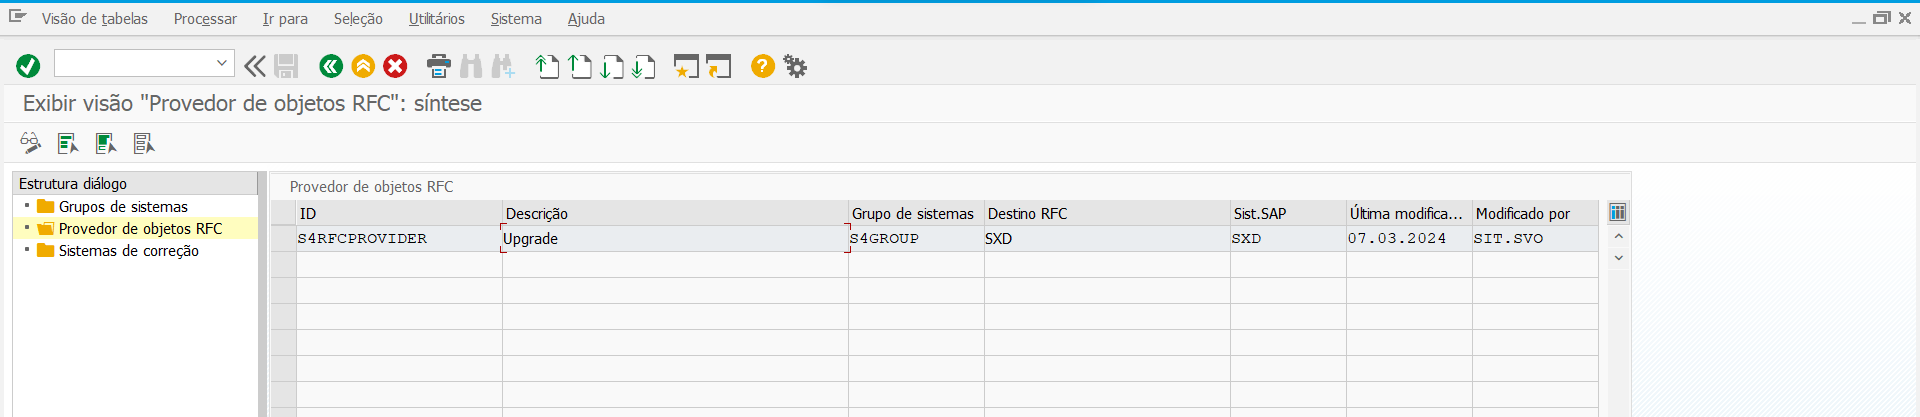 Visão de tabelas Processar Ir para Seleção Utilitários Sistema Ajuda
Exibir visão "Provedor de objetos RFC": síntese
Estrutura diálogo
Grupos de sistemas
Provedor de objetos RFC
Sistemas de correção
Provedor de objetos RFC
ID Descrição Grupo de sistemas Destino RFC Sist.SAP Última modifica... Modificado por
S4RFCPROVIDER Upgrade S4GROUP SXD SXD 07.03.2024 SIT.SVO